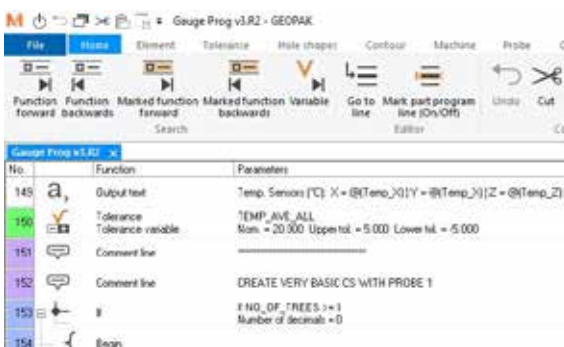 M Gauge Prog v3.R2 - GEOPAK
File Home Element Tolerance Hole shapes Contour Machine Probe
Function forward Function backwards Marked function forward Marked function backwards Variable Go to line Mark part program line (On/Off) Undo Cut
Search Editor
Gauge Prog v3.R2 ×
No. Function Parameters
149 a, Output text Temp. Sensors (°C): X = @(Temp_X)|Y = @(Temp_X)|Z = @(Temp_Z)
150 Tolerance TEMP_AVE_ALL
Tolerance variable Nom. = 20.000 Upper tol. = 5.000 Lower tol. = -5.000
151 Comment line
152 Comment line CREATE VERY BASIC CS WITH PROBE 1
153 If If NO_OF_TREES >= 1
Number of decimals = 0
154 { Begin